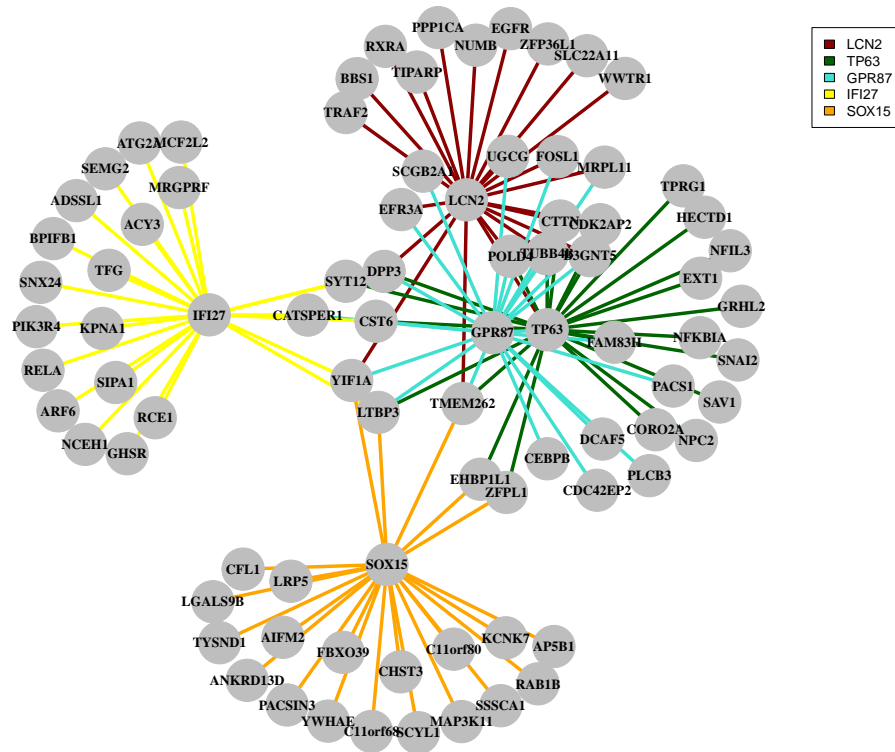 LCN2
TP63
GPR87
IFI27
SOX15
PPP1CA
EGFR
RXRA
NUMB
ZFP36L1
SLC22A11
BBS1
TIPARP
WWTR1
TRAF2
ATG2A
MCF2L2
SEMG2
MRGPRF
ADSSL1
ACY3
BPIFB1
TFG
SNX24
PIK3R4
KPNA1
IFI27
RELA
SIPA1
ARF6
RCE1
NCEH1
GHSR
SCGB2A1
UGCG
FOSL1
MRPL11
EFR3A
LCN2
CTTN
CDK2AP2
TPRG1
HECTD1
NFIL3
POLD4
TUBB4B
B3GNT5
SYT12
DPP3
EXT1
CATSPER1
CST6
GPR87
TP63
GRHL2
FAM83H
NFKBIA
SNAI2
YIF1A
LTBP3
TMEM262
PACS1
SAV1
CORO2A
NPC2
DCAF5
CEBPB
PLCB3
CDC42EP2
EHBP1L1
ZFPL1
SOX15
CFL1
LRP5
LGALS9B
TYSND1
AIFM2
FBXO39
C11orf80
KCNK7
AP5B1
ANKRD13D
CHST3
RAB1B
PACSIN3
SSSCA1
YWHAE
MAP3K11
C11orf68
SCYL1